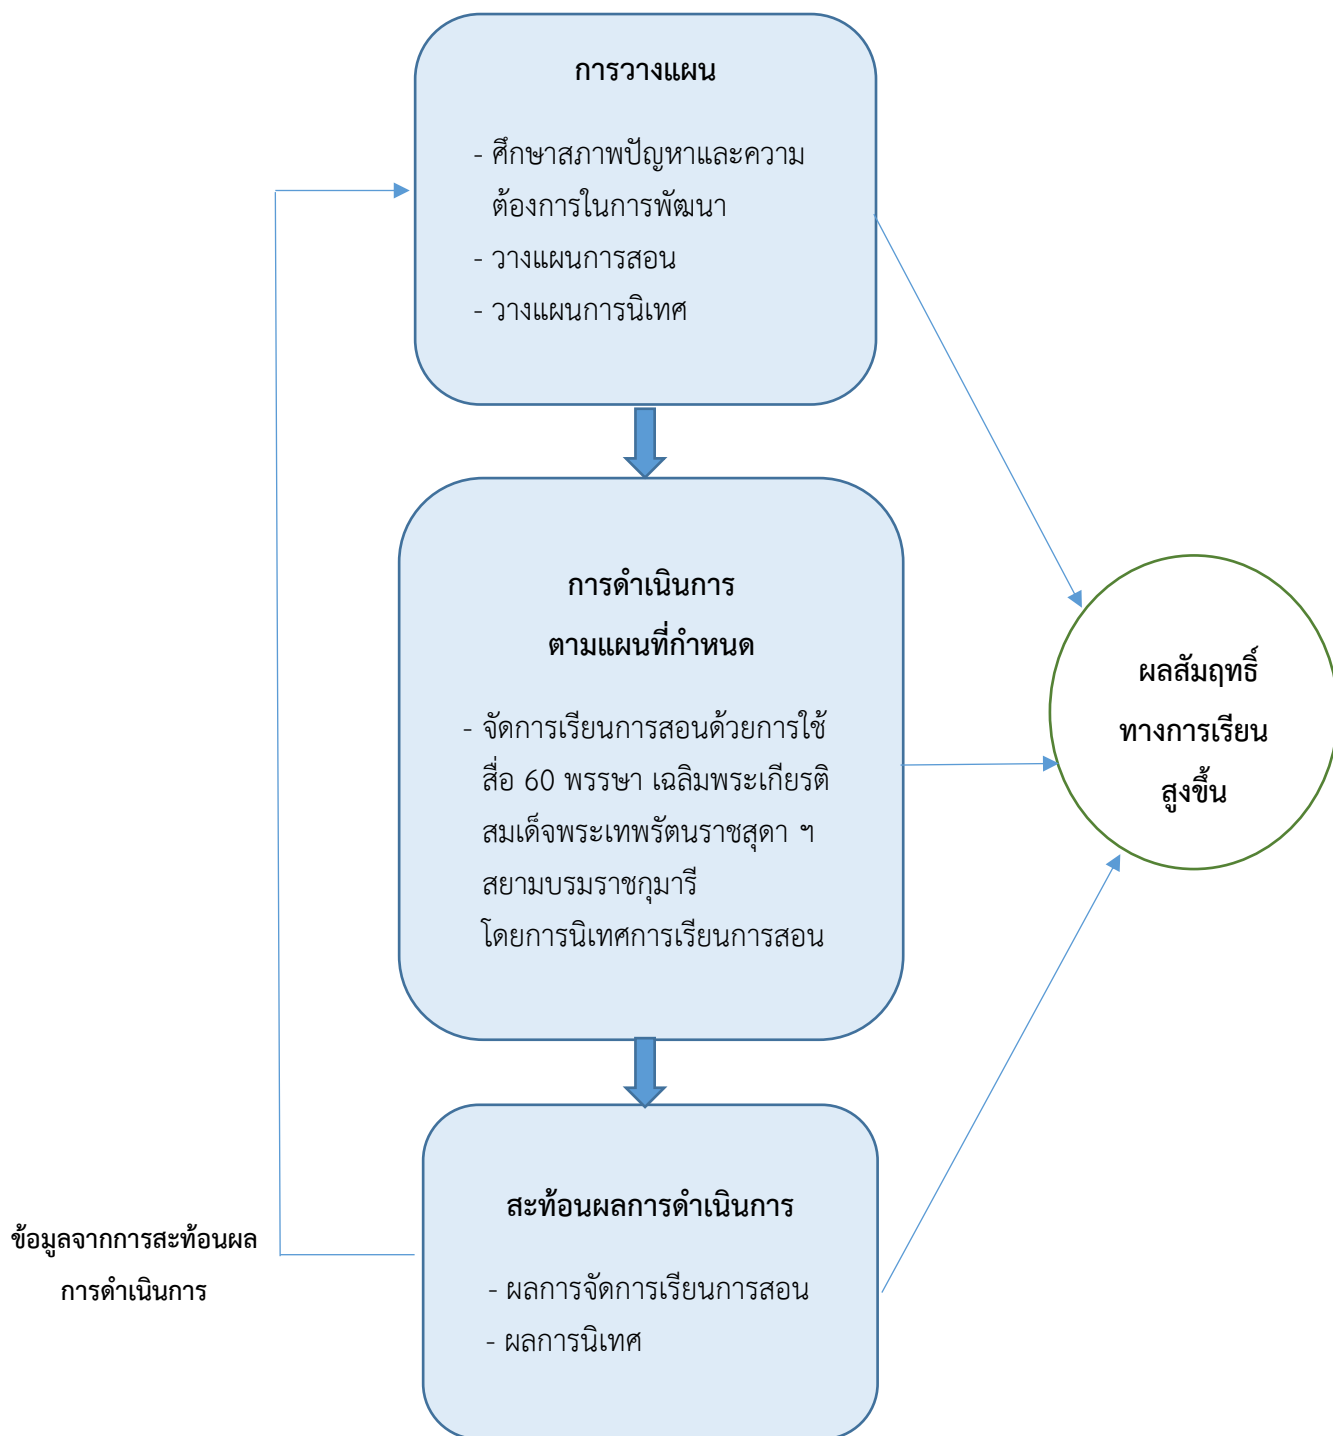 การวางแผน
- ศึกษาสภาพปัญหาและความ
ต้องการในการพัฒนา
- วางแผนการสอน
- วางแผนการนิเทศ
การดำเนินการ
ตามแผนที่กำหนด
- จัดการเรียนการสอนด้วยการใช้
สื่อ 60 พรรษา เฉลิมพระเกียรติ
สมเด็จพระเทพรัตนราชสุดา ฯ
สยามบรมราชกุมารี
โดยการนิเทศการเรียนการสอน
ผลสัมฤทธิ์
ทางการเรียน
สูงขึ้น
สะท้อนผลการดำเนินการ
- ผลการจัดการเรียนการสอน
- ผลการนิเทศ
ข้อมูลจากการสะท้อนผล
การดำเนินการ